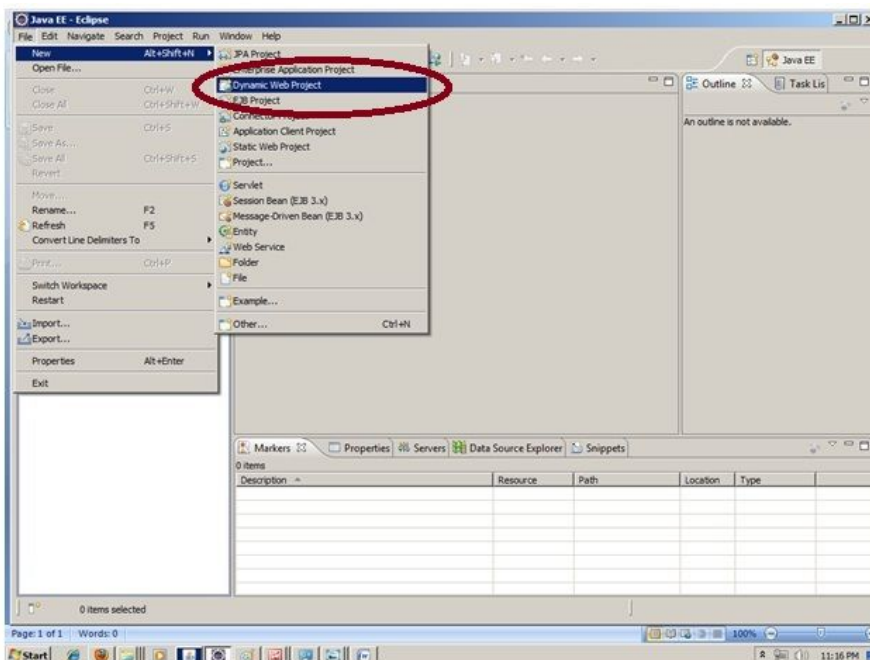 Java EE - Eclipse
File Edit Navigate Search Project Run Window Help
New Alt+Shift+N
Open File...
Close Ctrl+W
Close All Ctrl+Shift+W
Save Ctrl+S
Save As...
Save All Ctrl+Shift+S
Revert
Move...
Rename... F2
Refresh F5
Convert Line Delimiters To
Print... Ctrl+P
Switch Workspace
Restart
Import...
Export...
Properties Alt+Enter
Exit
JPA Project
Enterprise Application Project
Dynamic Web Project
EJB Project
Connector Project
Application Client Project
Static Web Project
Project...
Servlet
Session Bean (EJB 3.x)
Message-Driven Bean (EJB 3.x)
Entity
Web Service
Folder
File
Example...
Other... Ctrl+N
Java EE
Outline Task Lis
An outline is not available.
Markers Properties Servers Data Source Explorer Snippets
0 items
Description Resource Path Location Type
0 items selected
Page: 1 of 1 Words: 0 100%
Start 11:16 PM